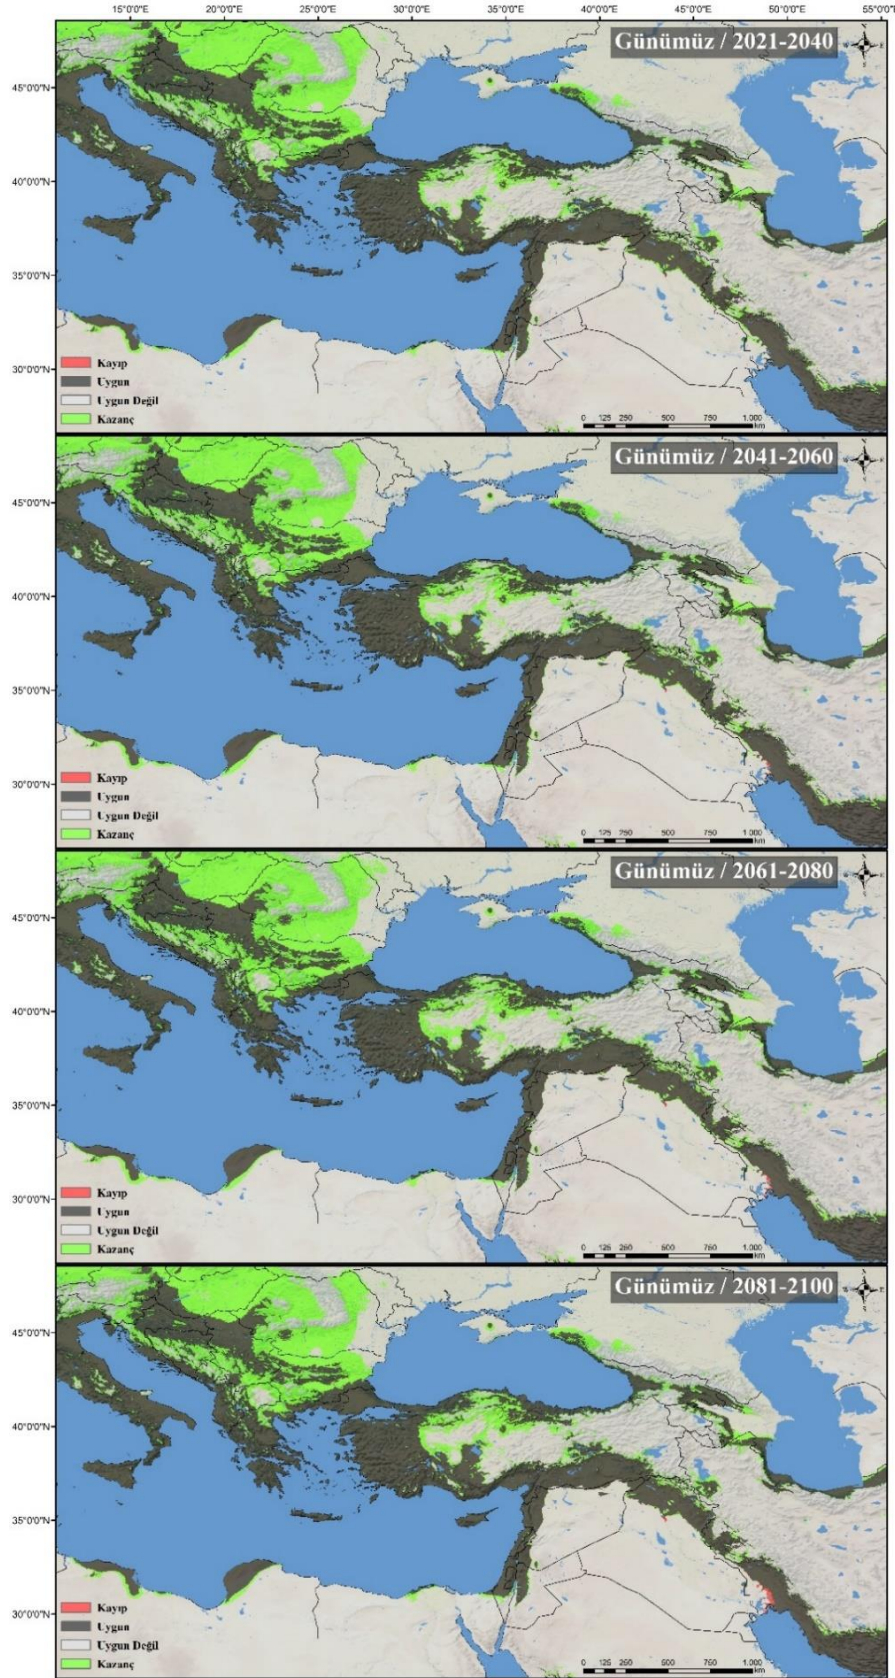 15°0'0"E 20°0'0"E 25°0'0"E 30°0'0"E 35°0'0"E 40°0'0"E 45°0'0"E 50°0'0"E 55°0'0"E
Günümüz / 2021-2040
45°0'0"N
40°0'0"N
35°0'0"N
30°0'0"N
Kayıp
Uygun
Uygun Değil
Kazanç
0 125 250 500 750 1.000
km
Günümüz / 2041-2060
45°0'0"N
40°0'0"N
35°0'0"N
30°0'0"N
Kayıp
Uygun
Uygun Değil
Kazanç
0 125 250 500 750 1.000
km
Günümüz / 2061-2080
45°0'0"N
40°0'0"N
35°0'0"N
30°0'0"N
Kayıp
Uygun
Uygun Değil
Kazanç
0 125 250 500 750 1.000
km
Günümüz / 2081-2100
45°0'0"N
40°0'0"N
35°0'0"N
30°0'0"N
Kayıp
Uygun
Uygun Değil
Kazanç
0 125 250 500 750 1.000
km